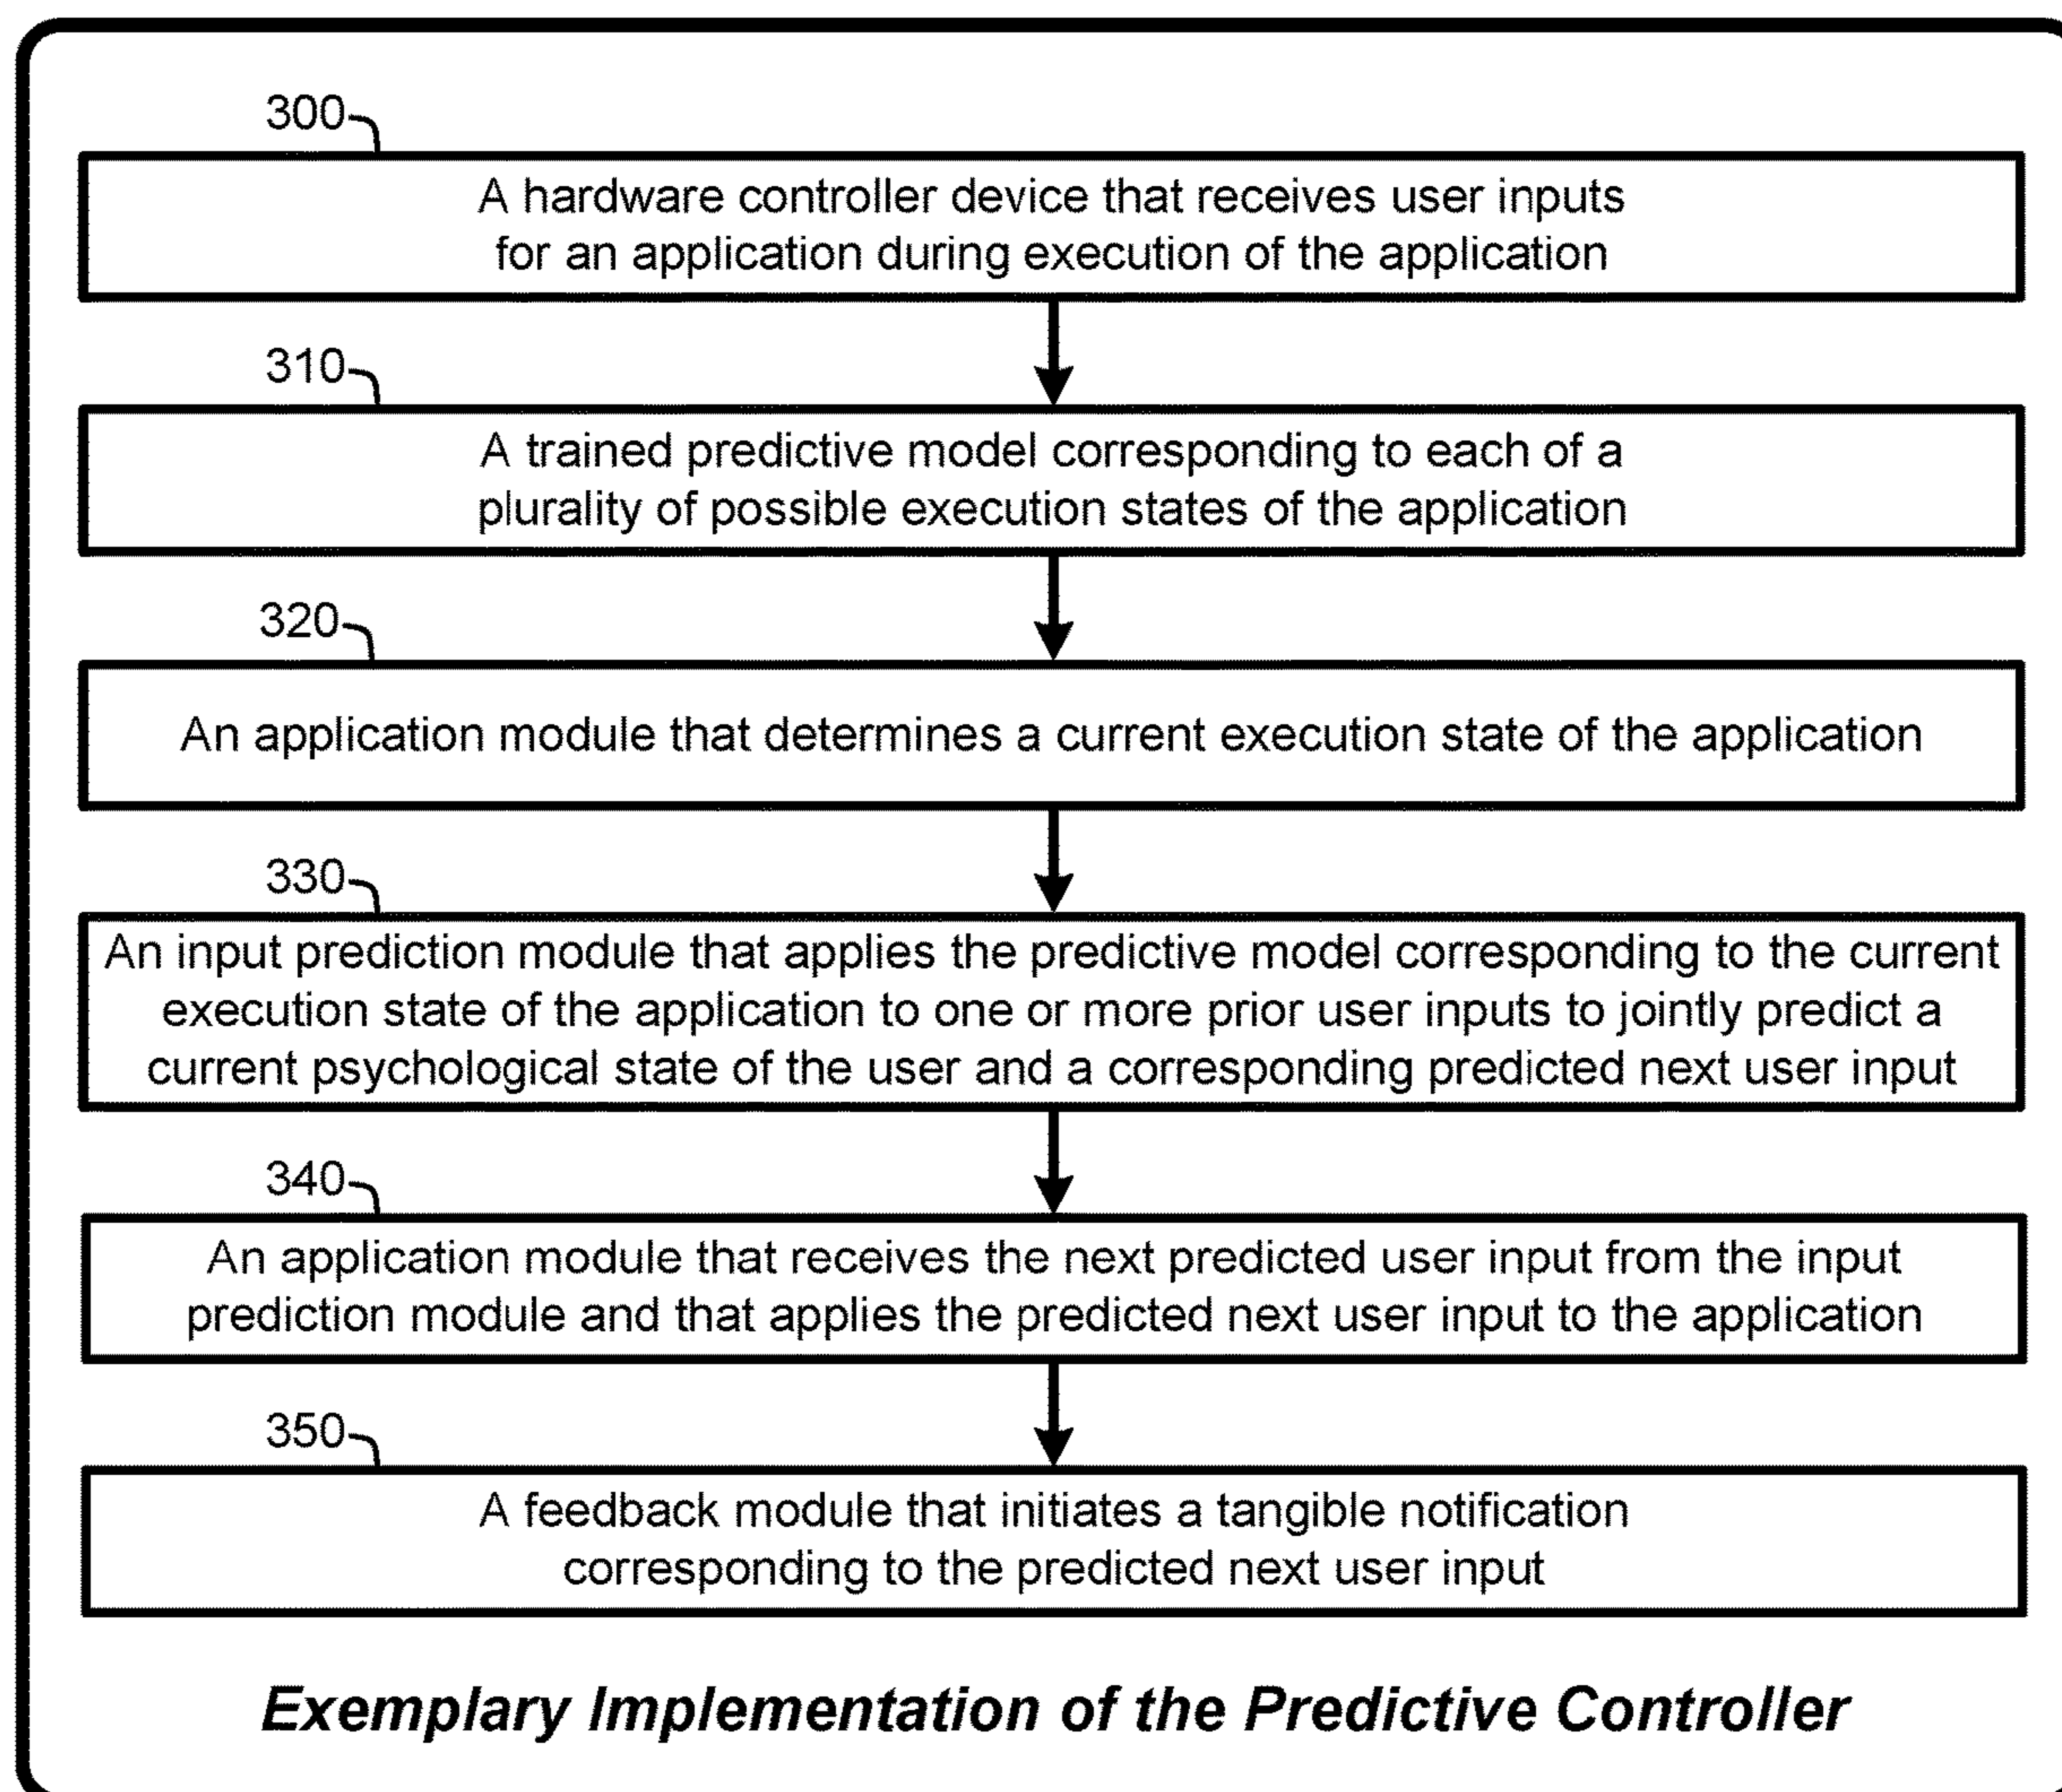 300
A hardware controller device that receives user inputs
for an application during execution of the application
310
A trained predictive model corresponding to each of a
plurality of possible execution states of the application
320
An application module that determines a current execution state of the application
330
An input prediction module that applies the predictive model corresponding to the current
execution state of the application to one or more prior user inputs to jointly predict a
current psychological state of the user and a corresponding predicted next user input
340
An application module that receives the next predicted user input from the input
prediction module and that applies the predicted next user input to the application
350
A feedback module that initiates a tangible notification
corresponding to the predicted next user input
Exemplary Implementation of the Predictive Controller